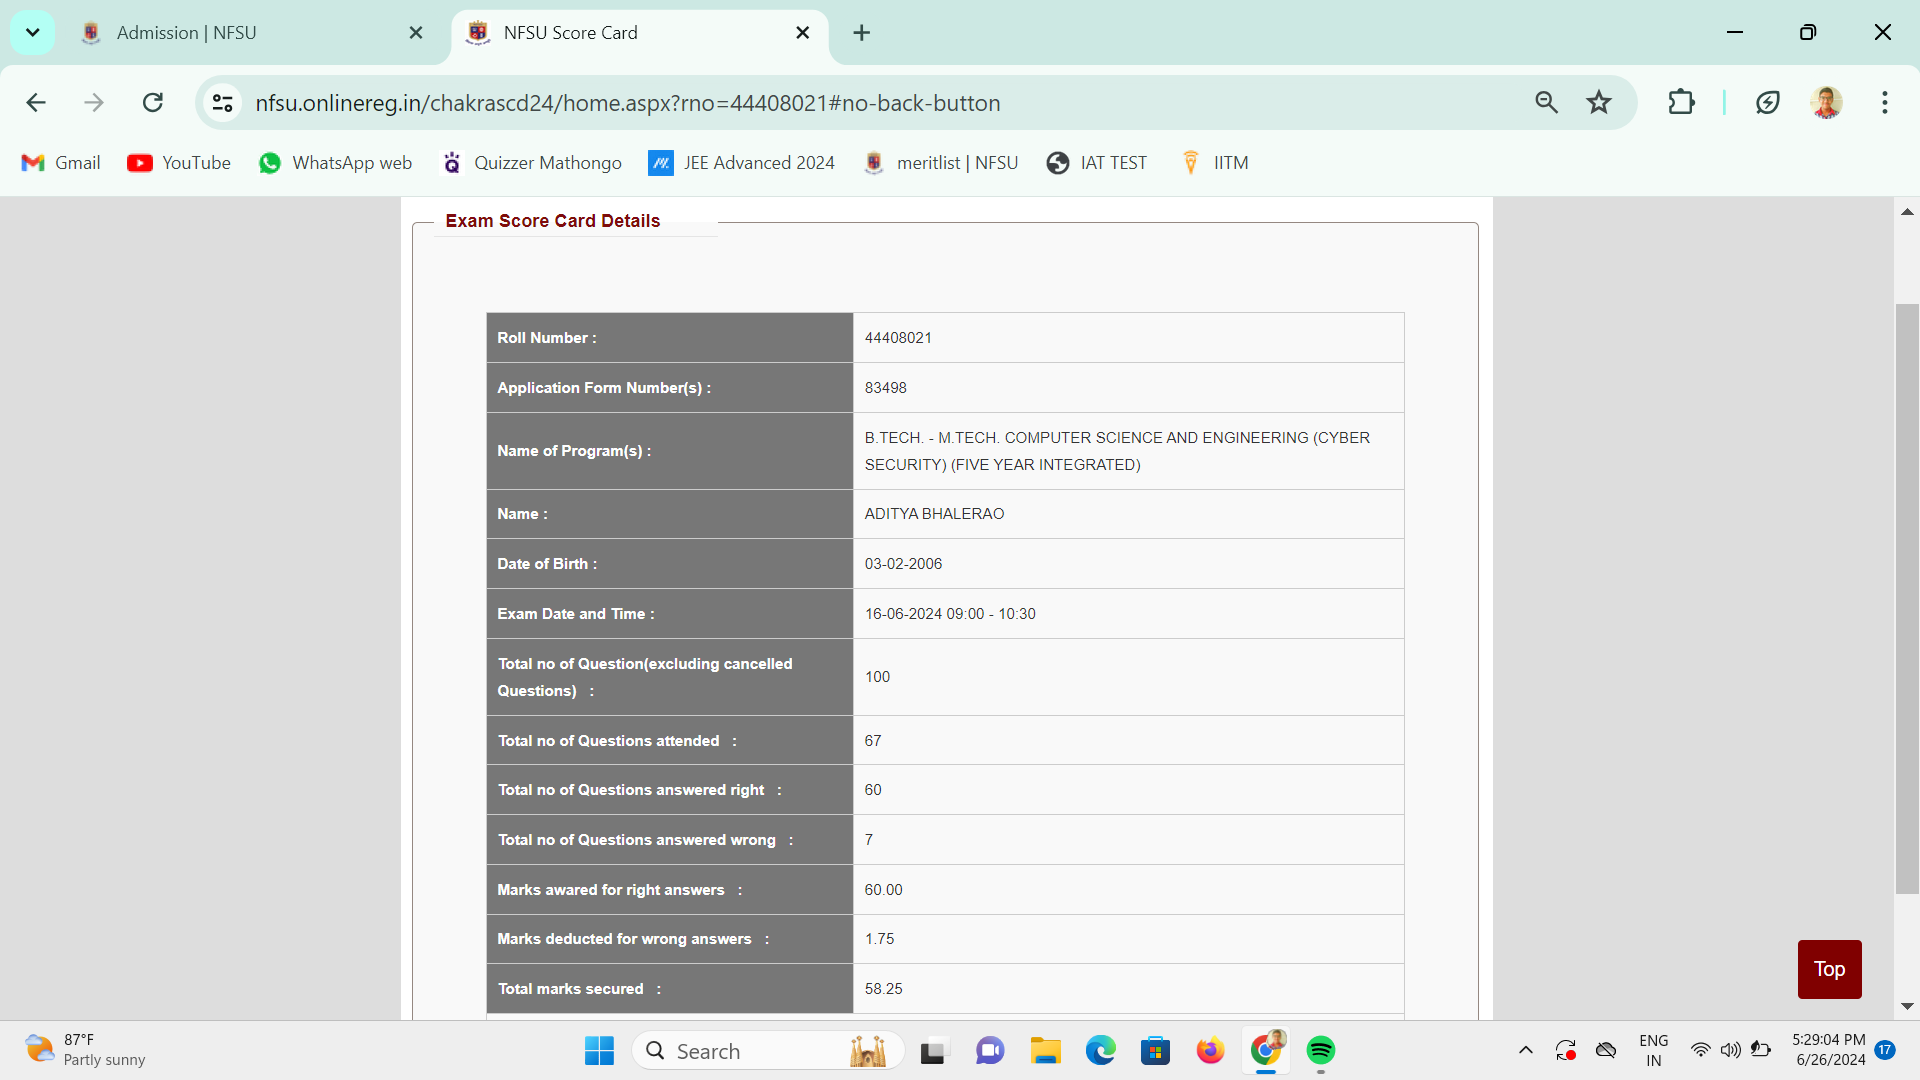 Admission | NFSU
NFSU Score Card
nfsu.onlinereg.in/chakrascd24/home.aspx?rno=44408021#no-back-button
Gmail
YouTube
WhatsApp web
Quizzer Mathongo
JEE Advanced 2024
meritlist | NFSU
IAT TEST
IITM
Exam Score Card Details
Roll Number : 44408021
Application Form Number(s) : 83498
Name of Program(s) : B.TECH. - M.TECH. COMPUTER SCIENCE AND ENGINEERING (CYBER
SECURITY) (FIVE YEAR INTEGRATED)
Name : ADITYA BHALERAO
Date of Birth : 03-02-2006
Exam Date and Time : 16-06-2024 09:00 - 10:30
Total no of Question(excluding cancelled
Questions) : 100
Total no of Questions attended : 67
Total no of Questions answered right : 60
Total no of Questions answered wrong : 7
Marks awared for right answers : 60.00
Marks deducted for wrong answers : 1.75
Total marks secured : 58.25
Top
87°F
Partly sunny
Search
ENG
IN
5:29:04 PM
6/26/2024
17